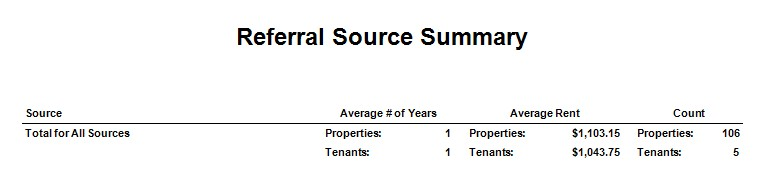 Referral Source Summary
Source Average # of Years Average Rent Count
Total for All Sources Properties: 1 Properties: $1,103.15 Properties: 106
Tenants: 1 Tenants: $1,043.75 Tenants: 5